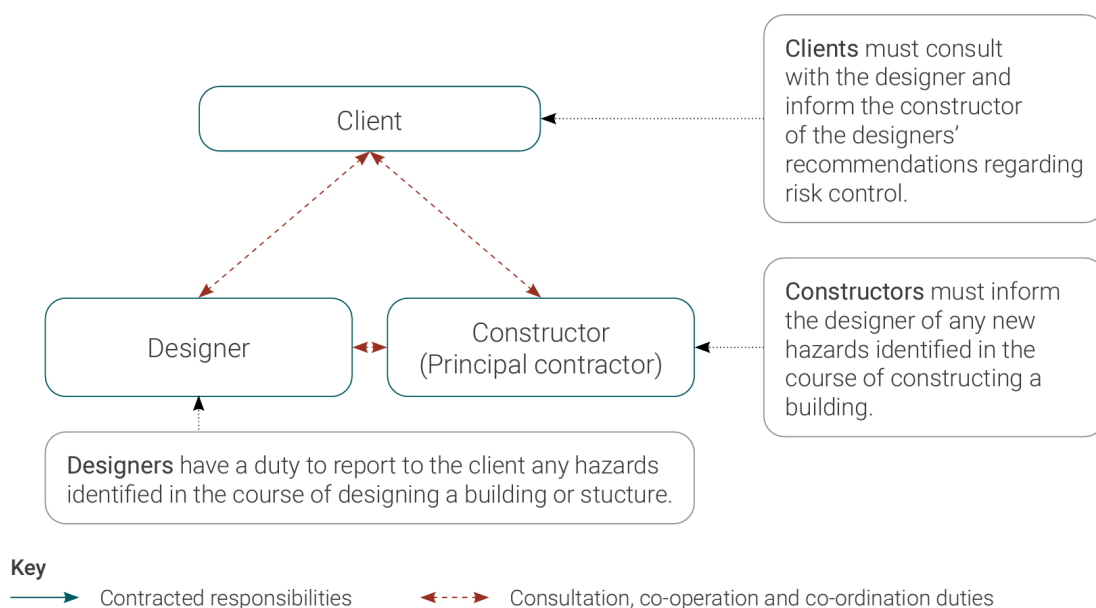 Client
Clients must consult
with the designer and
inform the constructor
of the designers’
recommendations regarding
risk control.
Designer
Constructor
(Principal contractor)
Constructors must inform
the designer of any new
hazards identified in the
course of constructing a
building.
Designers have a duty to report to the client any hazards
identified in the course of designing a building or stucture.
Key
Contracted responsibilities
Consultation, co-operation and co-ordination duties